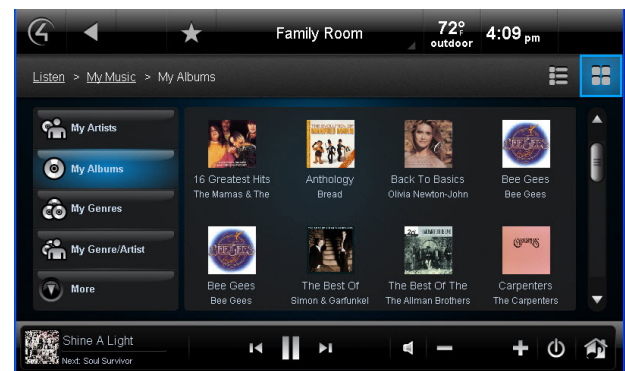 Family Room
72°F
outdoor
4:09 pm
Listen > My Music > My Albums
My Artists
My Albums
My Genres
My Genre/Artist
More
16 Greatest Hits
The Mamas & The
Anthology
Bread
Back To Basics
Olivia Newton-John
Bee Gees
Bee Gees
Bee Gees
Bee Gees
The Best Of
Simon & Garfunkel
The Best Of The
The Allman Brothers
Carpenters
The Carpenters
Shine A Light
Next: Soul Survivor